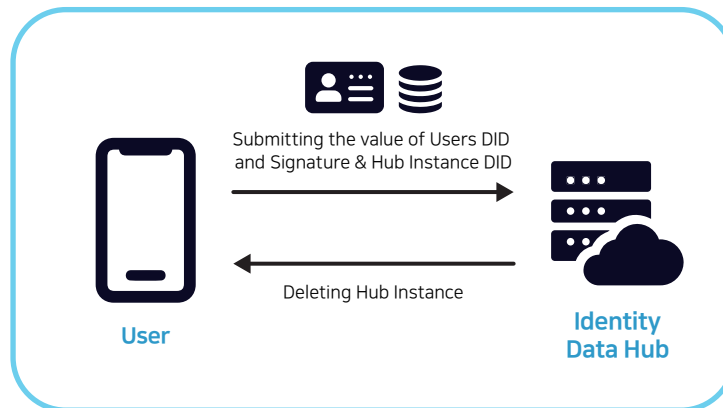 Submitting the value of Users DID
and Signature & Hub Instance DID
Deleting Hub Instance
User
Identity
Data Hub